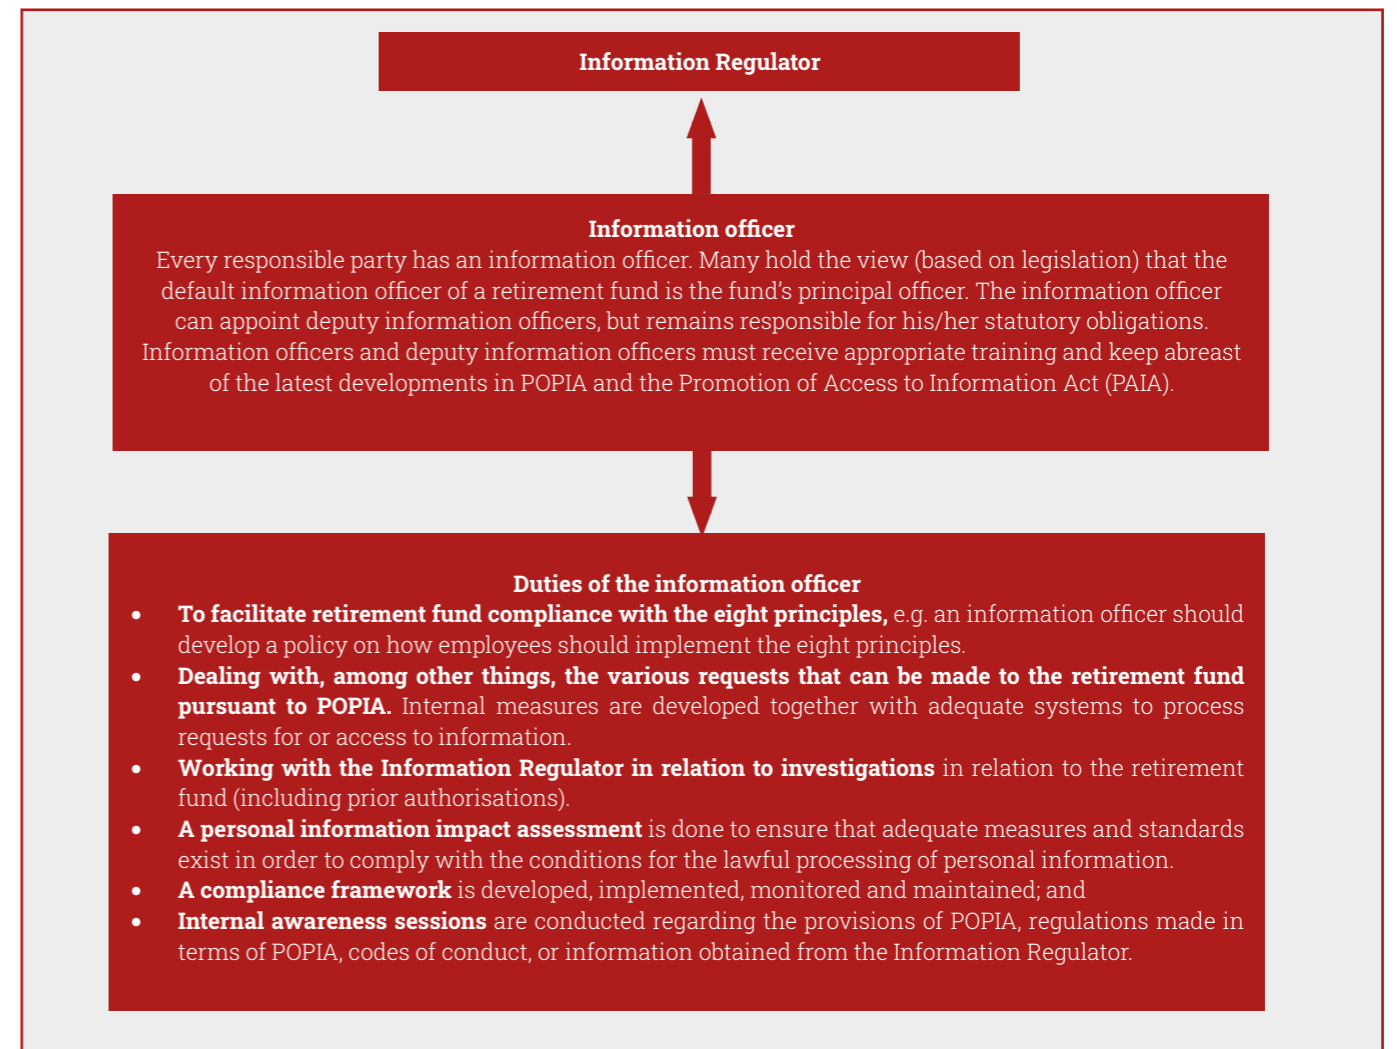 Information Regulator
Information officer
Every responsible party has an information officer. Many hold the view (based on legislation) that the
default information officer of a retirement fund is the fund's principal officer. The information officer
can appoint deputy information officers, but remains responsible for his/her statutory obligations.
Information officers and deputy information officers must receive appropriate training and keep abreast
of the latest developments in POPIA and the Promotion of Access to Information Act (PAIA).
Duties of the information officer
• To facilitate retirement fund compliance with the eight principles, e.g. an information officer should
develop a policy on how employees should implement the eight principles.
• Dealing with, among other things, the various requests that can be made to the retirement fund
pursuant to POPIA. Internal measures are developed together with adequate systems to process
requests for or access to information.
• Working with the Information Regulator in relation to investigations in relation to the retirement
fund (including prior authorisations).
• A personal information impact assessment is done to ensure that adequate measures and standards
exist in order to comply with the conditions for the lawful processing of personal information.
• A compliance framework is developed, implemented, monitored and maintained; and
• Internal awareness sessions are conducted regarding the provisions of POPIA, regulations made in
terms of POPIA, codes of conduct, or information obtained from the Information Regulator.